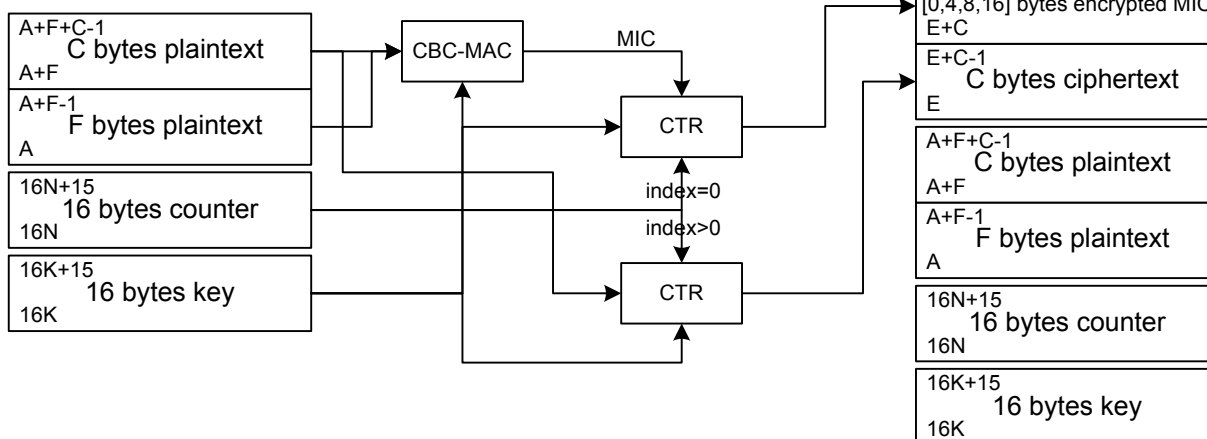 A+F+C-1
C bytes plaintext
A+F
A+F-1
F bytes plaintext
A
16N+15
16 bytes counter
16N
16K+15
16 bytes key
16K
CBC-MAC
MIC
CTR
index=0
index>0
CTR
[0,4,8,16] bytes encrypted MIC
E+C
E+C-1
C bytes ciphertext
E
A+F+C-1
C bytes plaintext
A+F
A+F-1
F bytes plaintext
A
16N+15
16 bytes counter
16N
16K+15
16 bytes key
16K